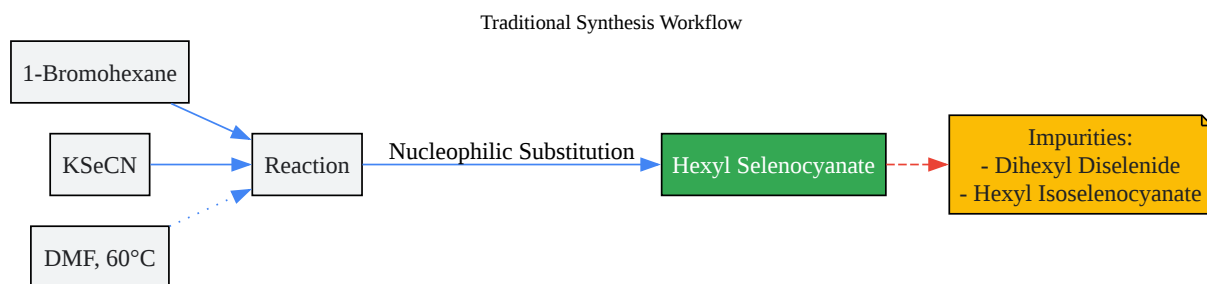 Traditional Synthesis Workflow
1-Bromohexane
KSeCN
DMF, 60°C
Reaction
Nucleophilic Substitution
Hexyl Selenocyanate
Impurities:
- Dihexyl Diselenide
- Hexyl Isoselenocyanate